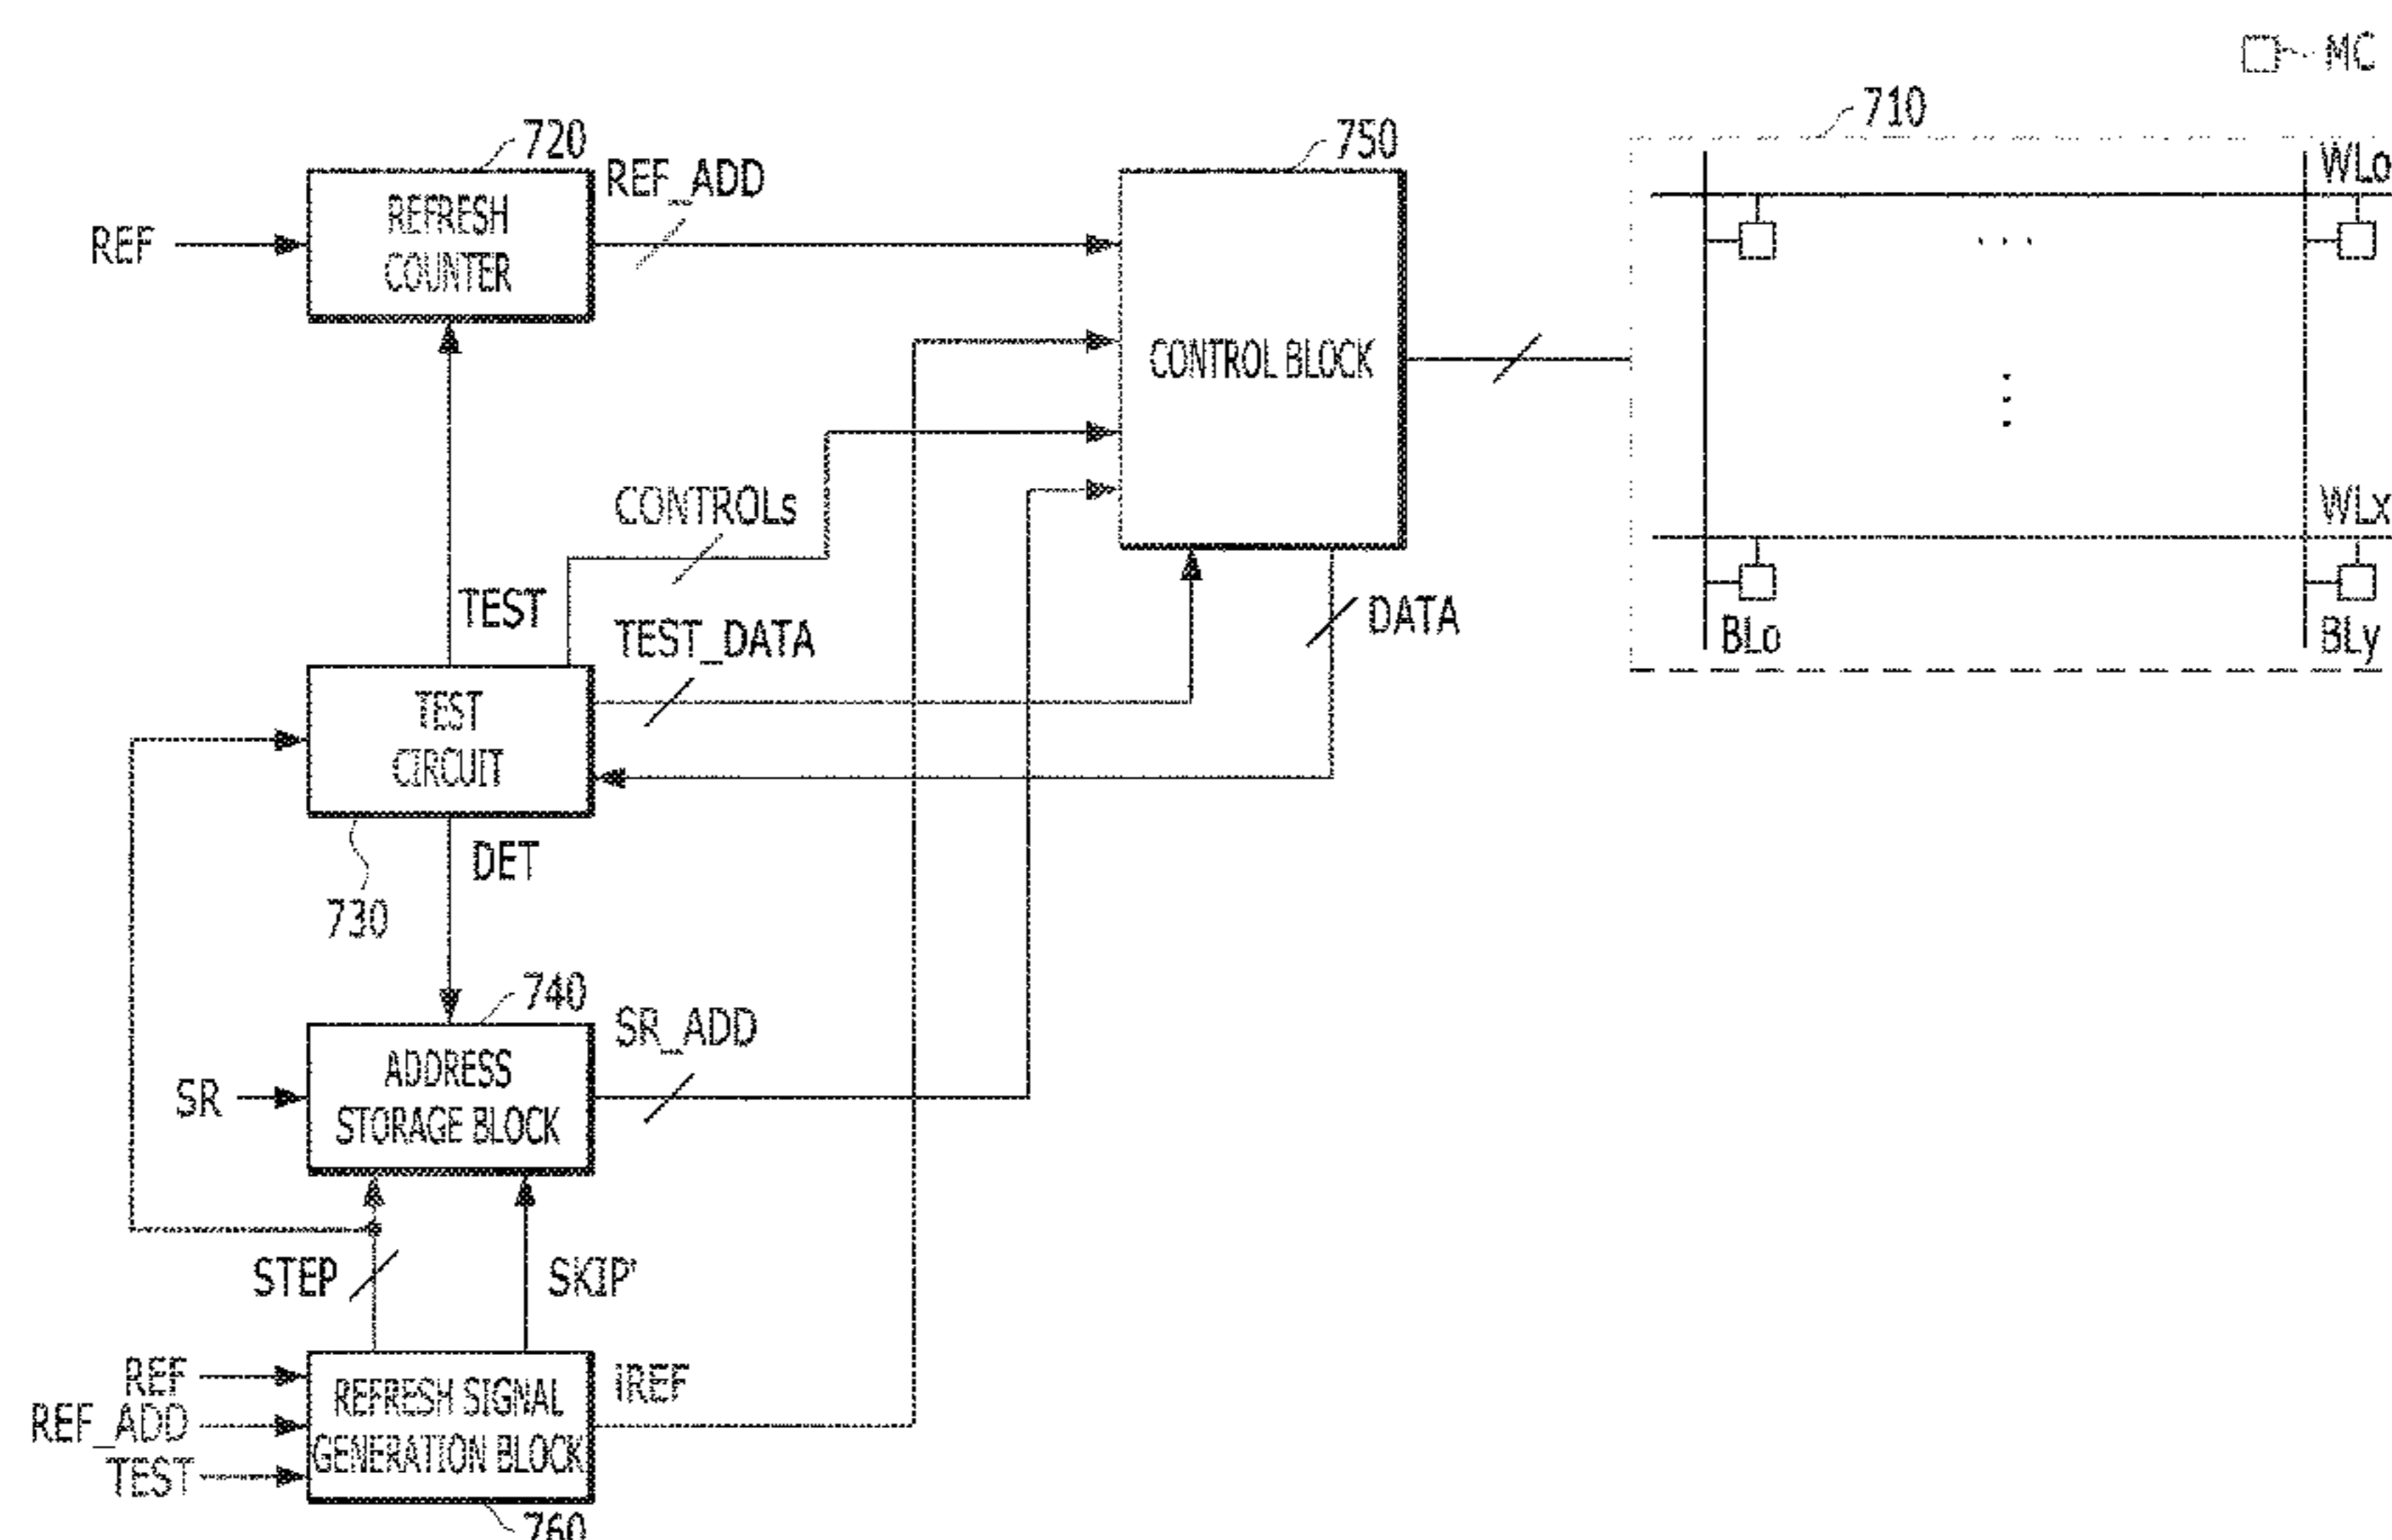 MC
720
750
710
REF_ADD
WLo
REFRESH
COUNTER
REF
CONTROL BLOCK
CONTROLs
WLx
TEST
TEST_DATA
DATA
BLo
BLy
TEST
CIRCUIT
DET
730
740
SR_ADD
ADDRESS
STORAGE BLOCK
SR
STEP
SKIP'
REF
IREF
REFRESH SIGNAL
GENERATION BLOCK
REF_ADD
TEST
760